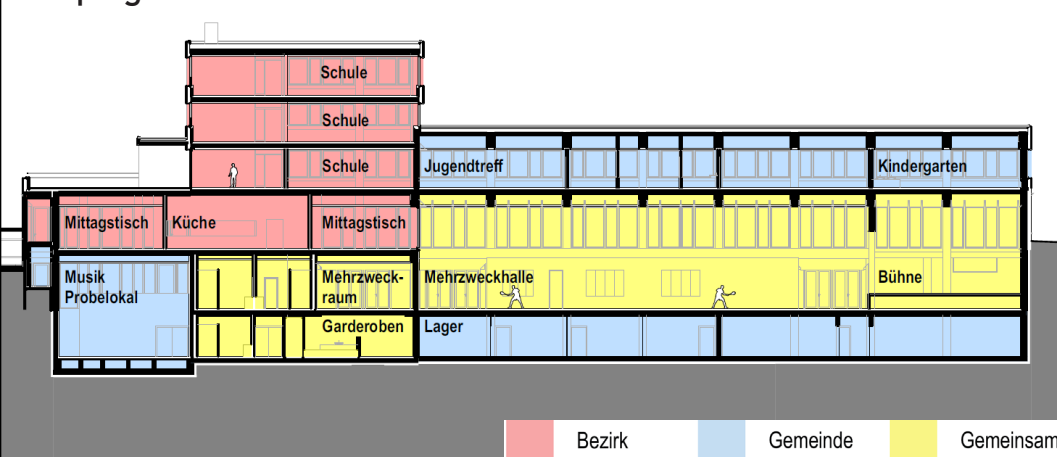 Schule
Schule
Schule
Jugendtreff
Kindergarten
Mittagstisch
Küche
Mittagstisch
Musik
Probelokal
Mehrzweck-
raum
Mehrzweckhalle
Bühne
Garderoben
Lager
Bezirk
Gemeinde
Gemeinsam